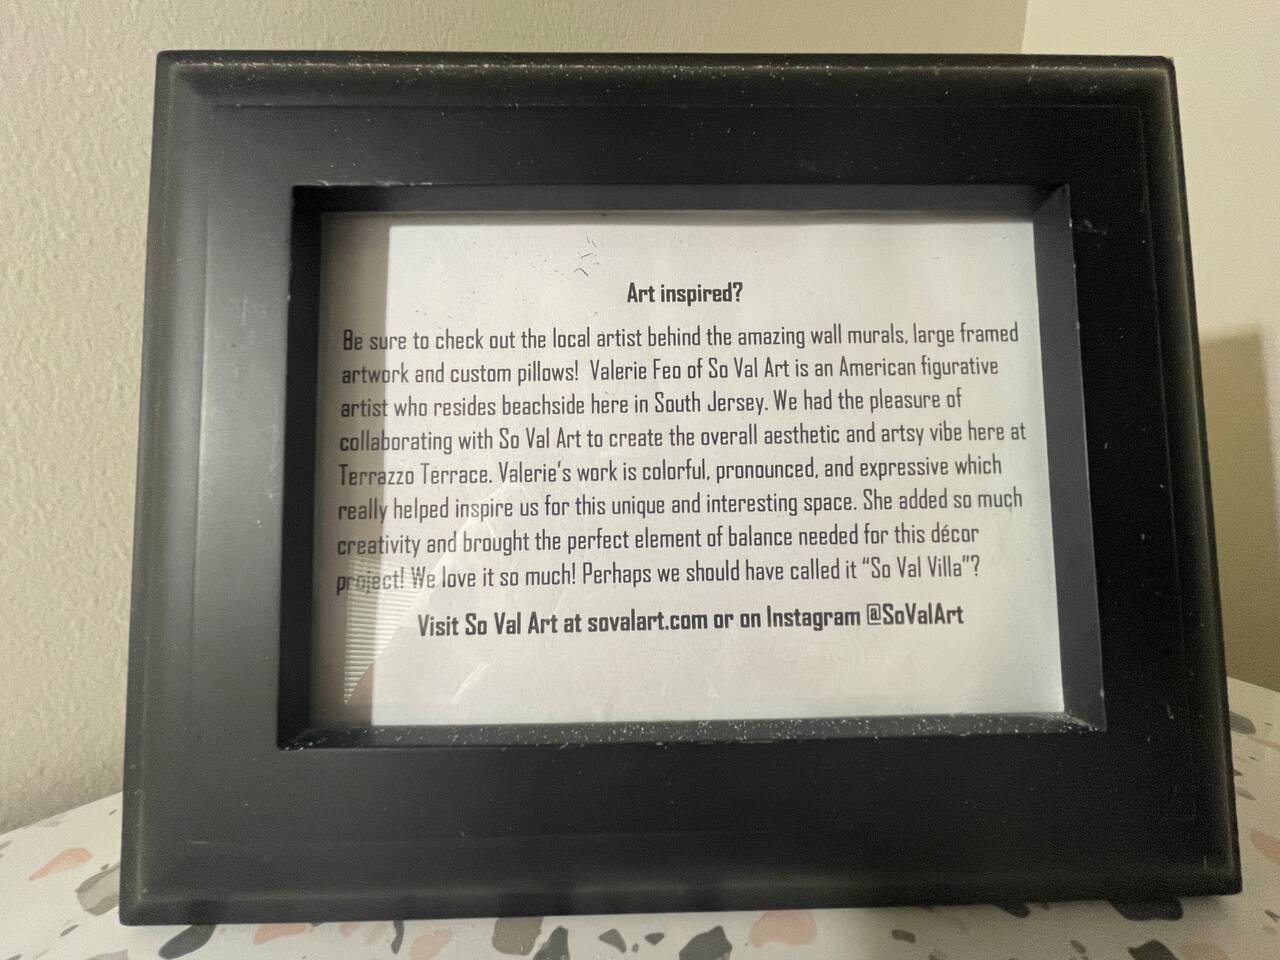 Art inspired?
Be sure to check out the local artist behind the amazing wall murals, large framed
artwork and custom pillows! Valerie Feo of So Val Art is an American figurative
artist who resides beachside here in South Jersey. We had the pleasure of
collaborating with So Val Art to create the overall aesthetic and artsy vibe here at
Terrazzo Terrace. Valerie's work is colorful, pronounced, and expressive which
really helped inspire us for this unique and interesting space. She added so much
creativity and brought the perfect element of balance needed for this décor
project! We love it so much! Perhaps we should have called it “So Val Villa”?
Visit So Val Art at sovalart.com or on Instagram @SoValArt